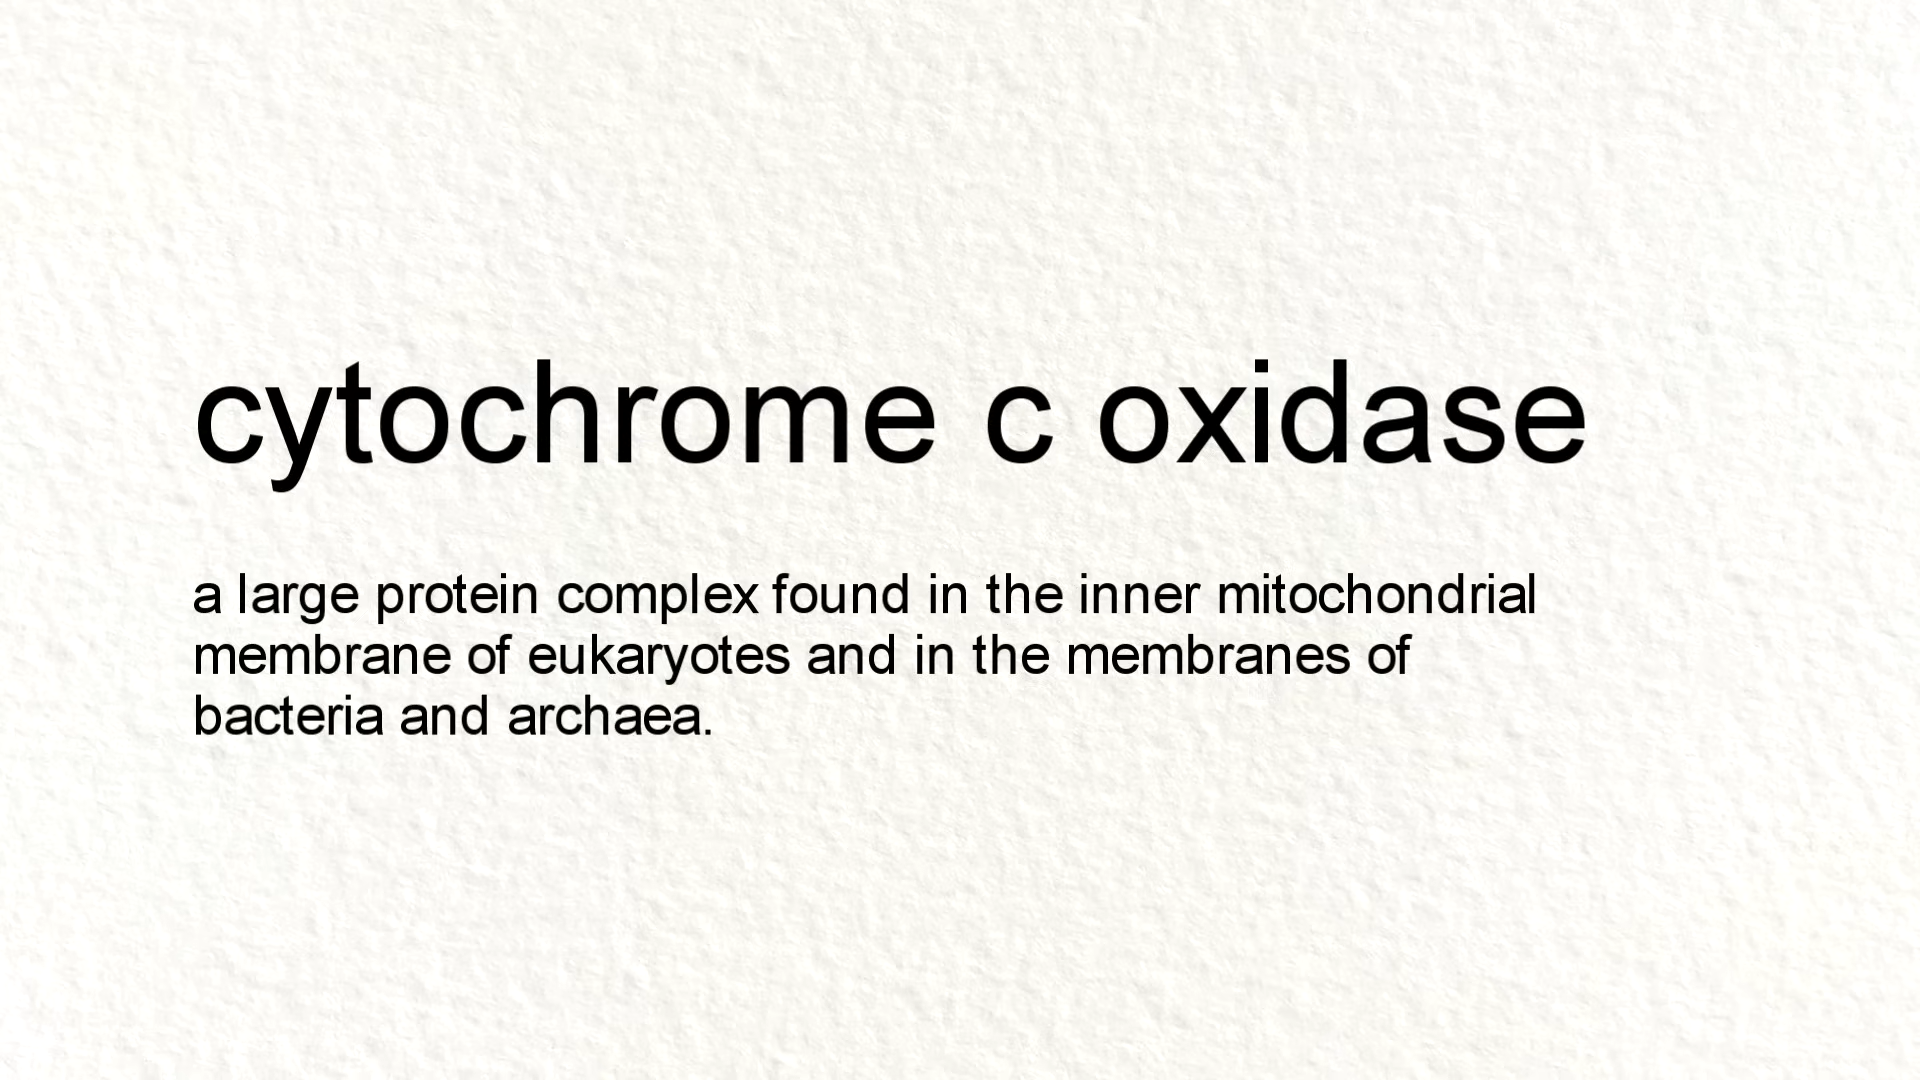 cytochrome c oxidase
a large protein complex found in the inner mitochondrial
membrane of eukaryotes and in the membranes of
bacteria and archaea.